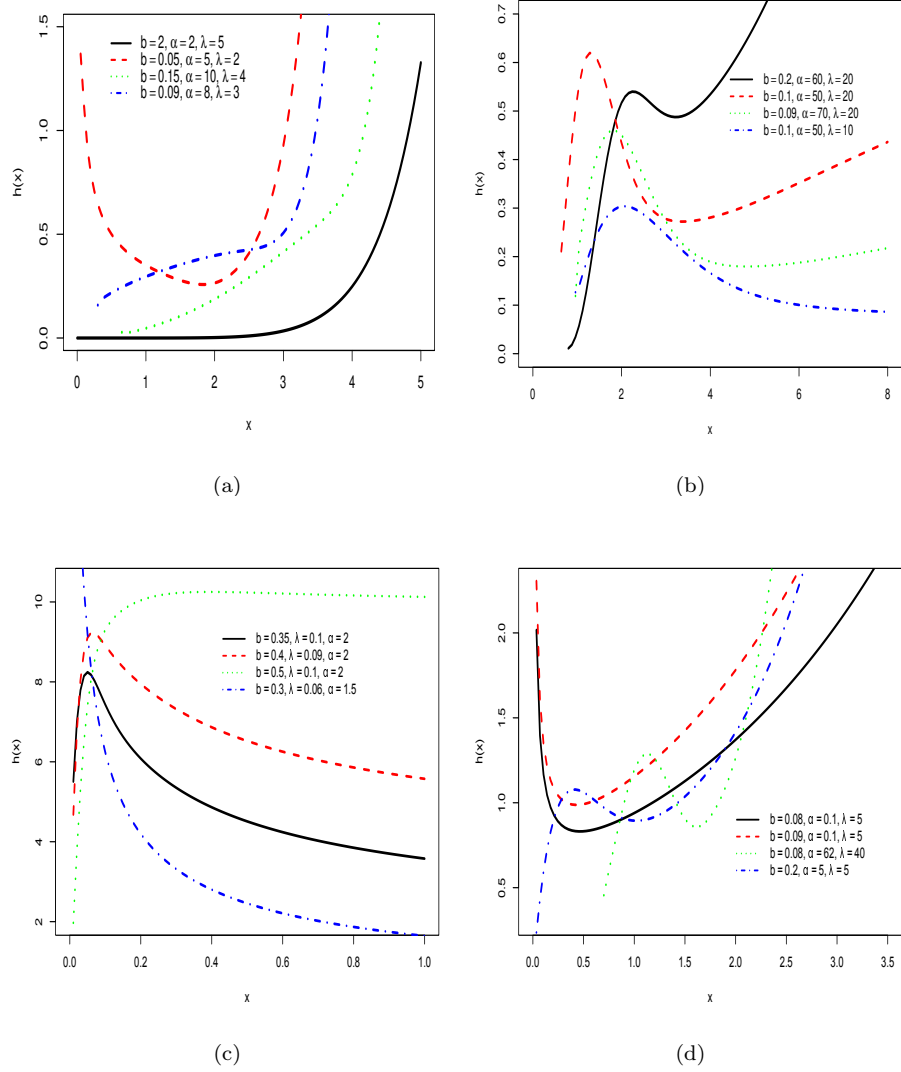 b = 2, α = 2, λ = 5
b = 0.05, α = 5, λ = 2
b = 0.15, α = 10, λ = 4
b = 0.09, α = 8, λ = 3
h(x)
0.0
0.5
1.0
1.5
0 1 2 3 4 5
x
(a)
b = 0.2, α = 60, λ = 20
b = 0.1, α = 50, λ = 20
b = 0.09, α = 70, λ = 20
b = 0.1, α = 50, λ = 10
h(x)
0.0
0.1
0.2
0.3
0.4
0.5
0.6
0.7
0 2 4 6 8
x
(b)
b = 0.35, λ = 0.1, α = 2
b = 0.4, λ = 0.09, α = 2
b = 0.5, λ = 0.1, α = 2
b = 0.3, λ = 0.06, α = 1.5
h(x)
2
4
6
8
10
0.0 0.2 0.4 0.6 0.8 1.0
x
(c)
b = 0.08, α = 0.1, λ = 5
b = 0.09, α = 0.1, λ = 5
b = 0.08, α = 62, λ = 40
b = 0.2, α = 5, λ = 5
h(x)
0.5
1.0
1.5
2.0
0.0 0.5 1.0 1.5 2.0 2.5 3.0 3.5
x
(d)